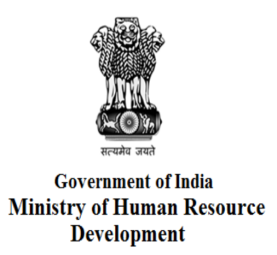 सत्यमेव जयते
Government of India
Ministry of Human Resource
Development